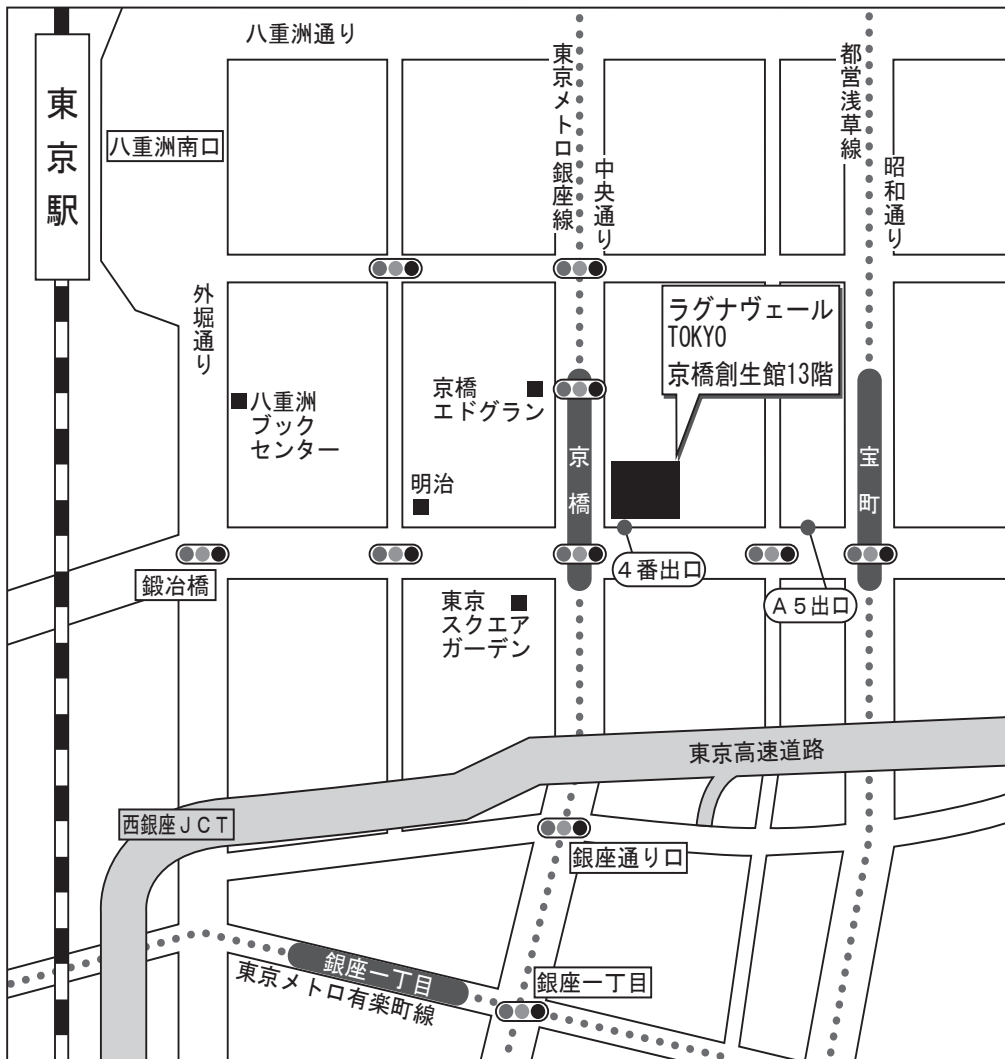 八重洲通り
東京駅
八重洲南口
東京メトロ銀座線
中央通り
都営浅草線
昭和通り
外堀通り
ラグナヴェール
TOKYO
京橋創生館13階
八重洲
ブック
センター
京橋
エドグラン
明治
京橋
宝町
鍛冶橋
4番出口
A5出口
東京
スクエア
ガーデン
東京高速道路
西銀座JCT
銀座通り口
銀座一丁目
東京メトロ有楽町線
銀座一丁目